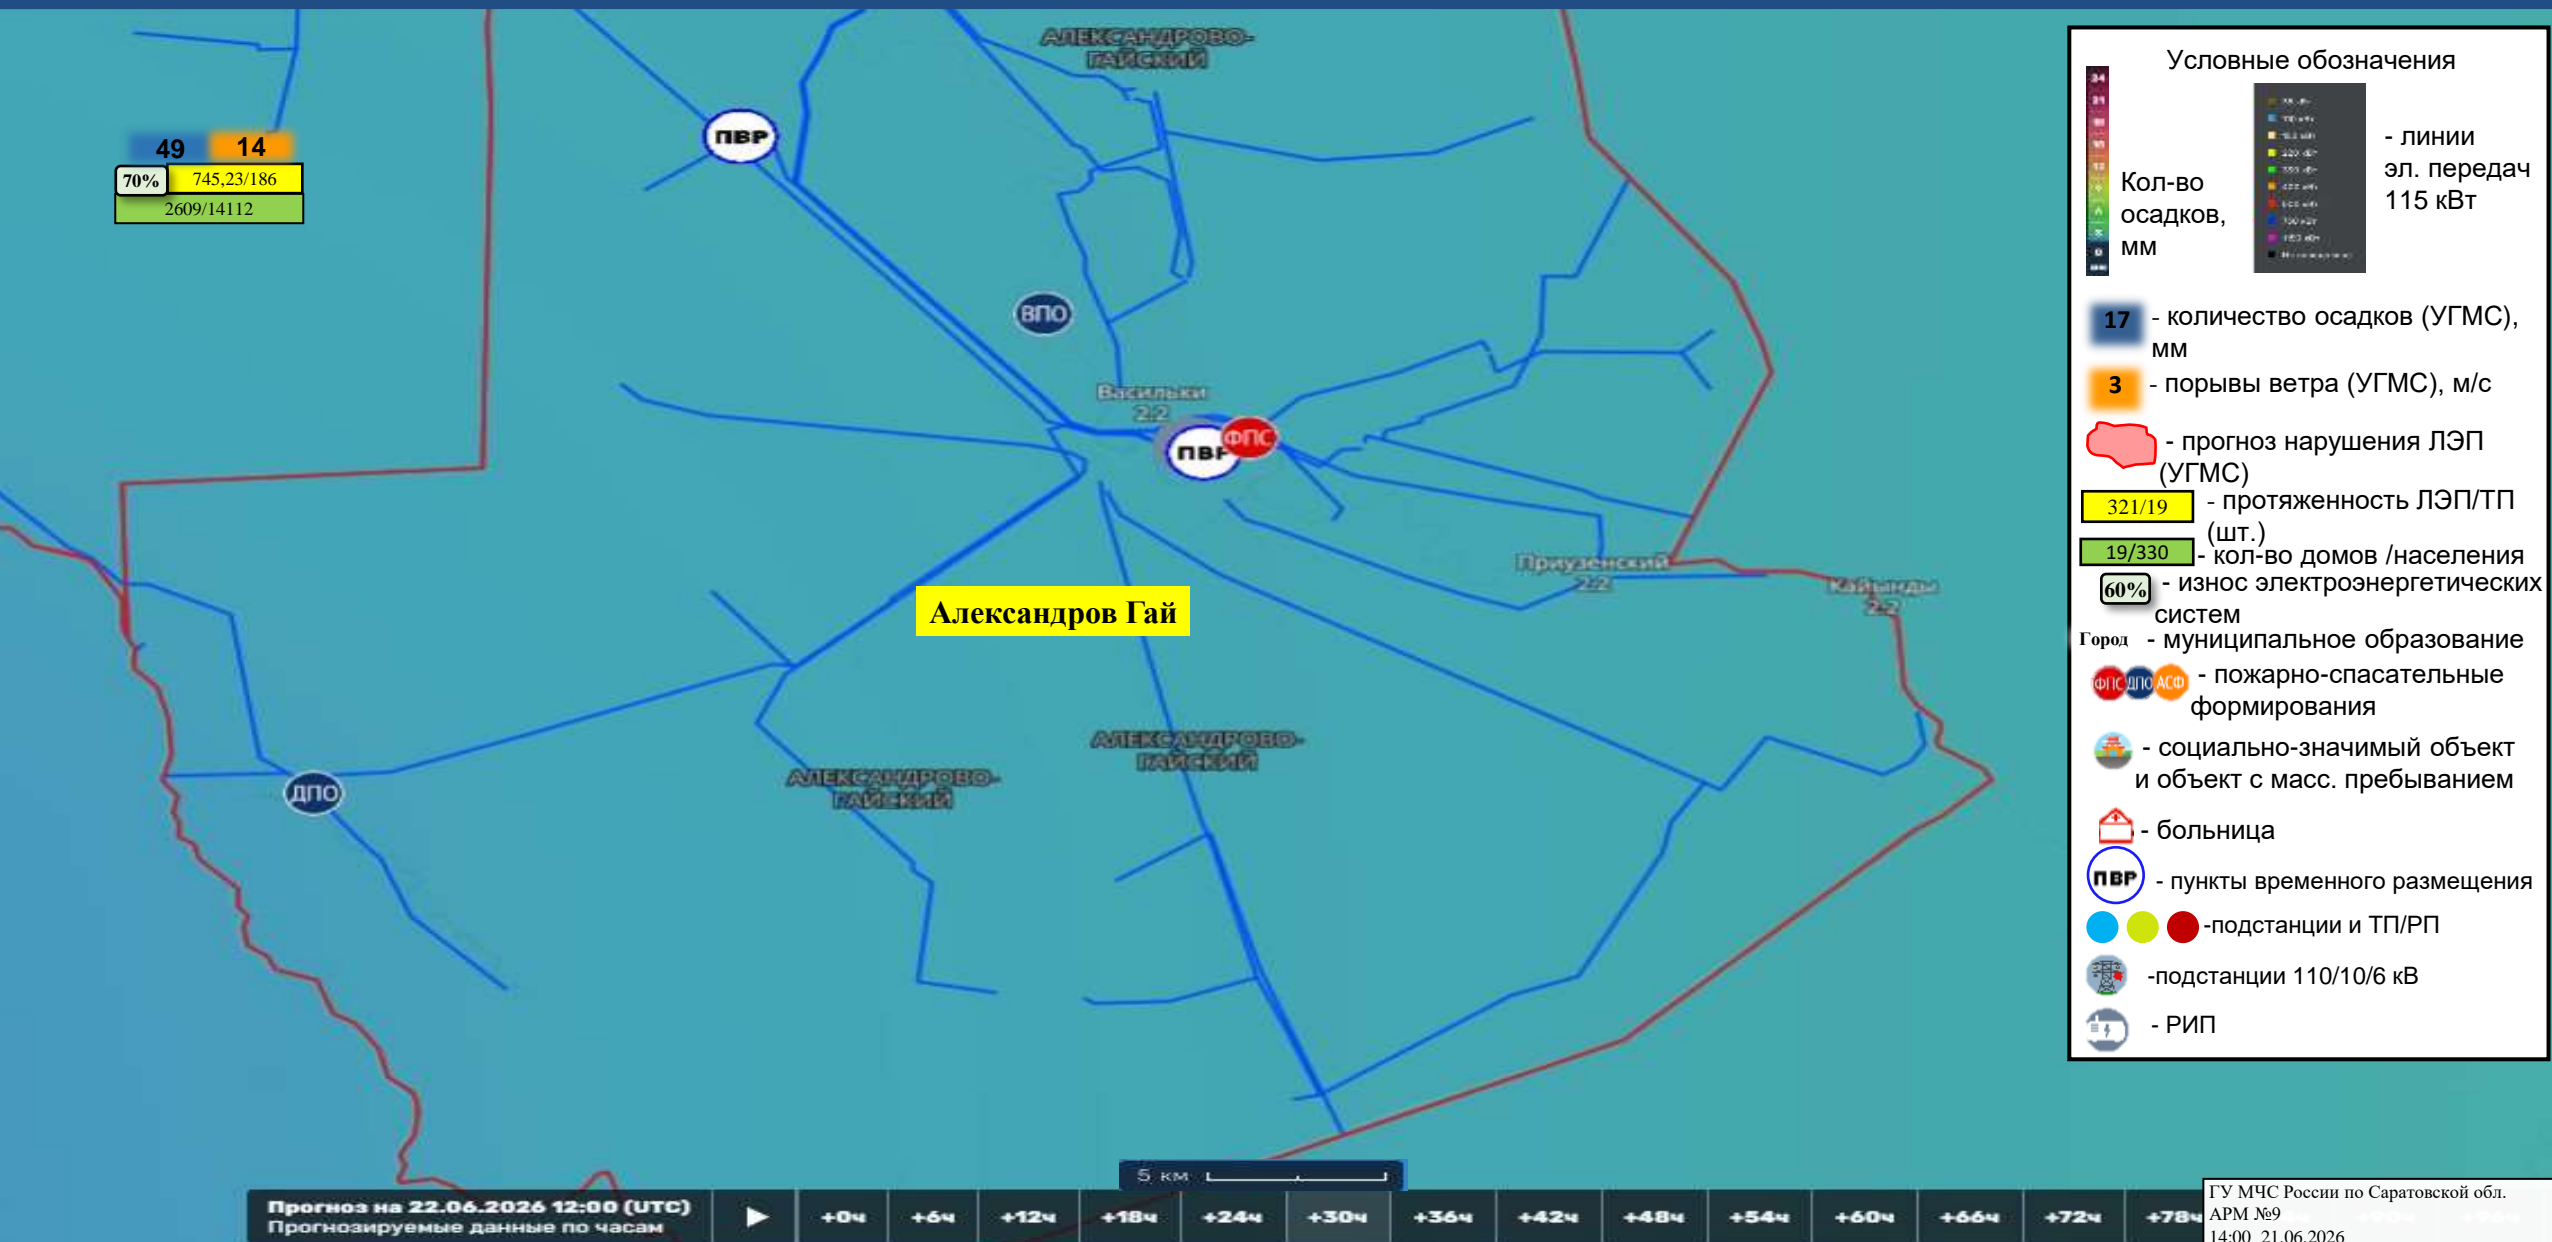 АЛЕКСАНДРОВО-
ГАЙСКИЙ
ПВР
49 14
70% 745,23/186
2609/14112
ВПО
Васильки
2.2
ПВР ФПС
Приузенский
2.2
Кайынды
2.2
Александров Гай
АЛЕКСАНДРОВО-
ГАЙСКИЙ
АЛЕКСАНДРОВО-
ГАЙСКИЙ
ДПО
5 км
Прогноз на 22.06.2026 12:00 (UTC)
Прогнозируемые данные по часам
+0ч +6ч +12ч +18ч +24ч +30ч +36ч +42ч +48ч +54ч +60ч +66ч +72ч +78ч
Условные обозначения
Кол-во
осадков,
мм
- линии
эл. передач
115 кВт
17 - количество осадков (УГМС),
мм
3 - порывы ветра (УГМС), м/с
- прогноз нарушения ЛЭП
(УГМС)
321/19 - протяженность ЛЭП/ТП
(шт.)
19/330 - кол-во домов /населения
60% - износ электроэнергетических
систем
Город - муниципальное образование
ФПС ДПО АСФ - пожарно-спасательные
формирования
- социально-значимый объект
и объект с масс. пребыванием
- больница
ПВР - пункты временного размещения
-подстанции и ТП/РП
-подстанции 110/10/6 кВ
- РИП
ГУ МЧС России по Саратовской обл.
АРМ №9
14:00 21.06.2026